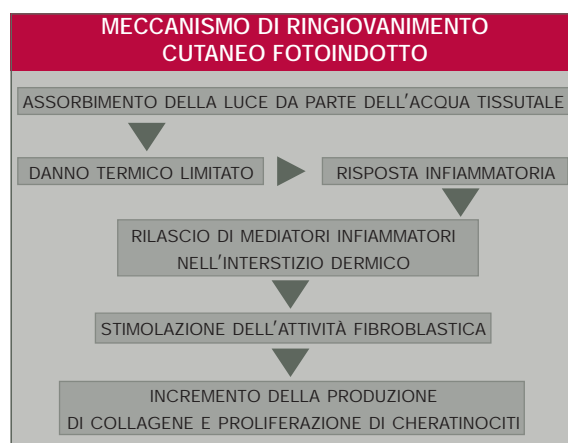 MECCANISMO DI RINGIOVANIMENTO
CUTANEO FOTOINDOTTO
ASSORBIMENTO DELLA LUCE DA PARTE DELL'ACQUA TISSUTALE
DANNO TERMICO LIMITATO
RISPOSTA INFIAMMATORIA
RILASCIO DI MEDIATORI INFIAMMATORI
NELL'INTERSTIZIO DERMICO
STIMOLAZIONE DELL'ATTIVITÀ FIBROBLASTICA
INCREMENTO DELLA PRODUZIONE
DI COLLAGENE E PROLIFERAZIONE DI CHERATINOCITI